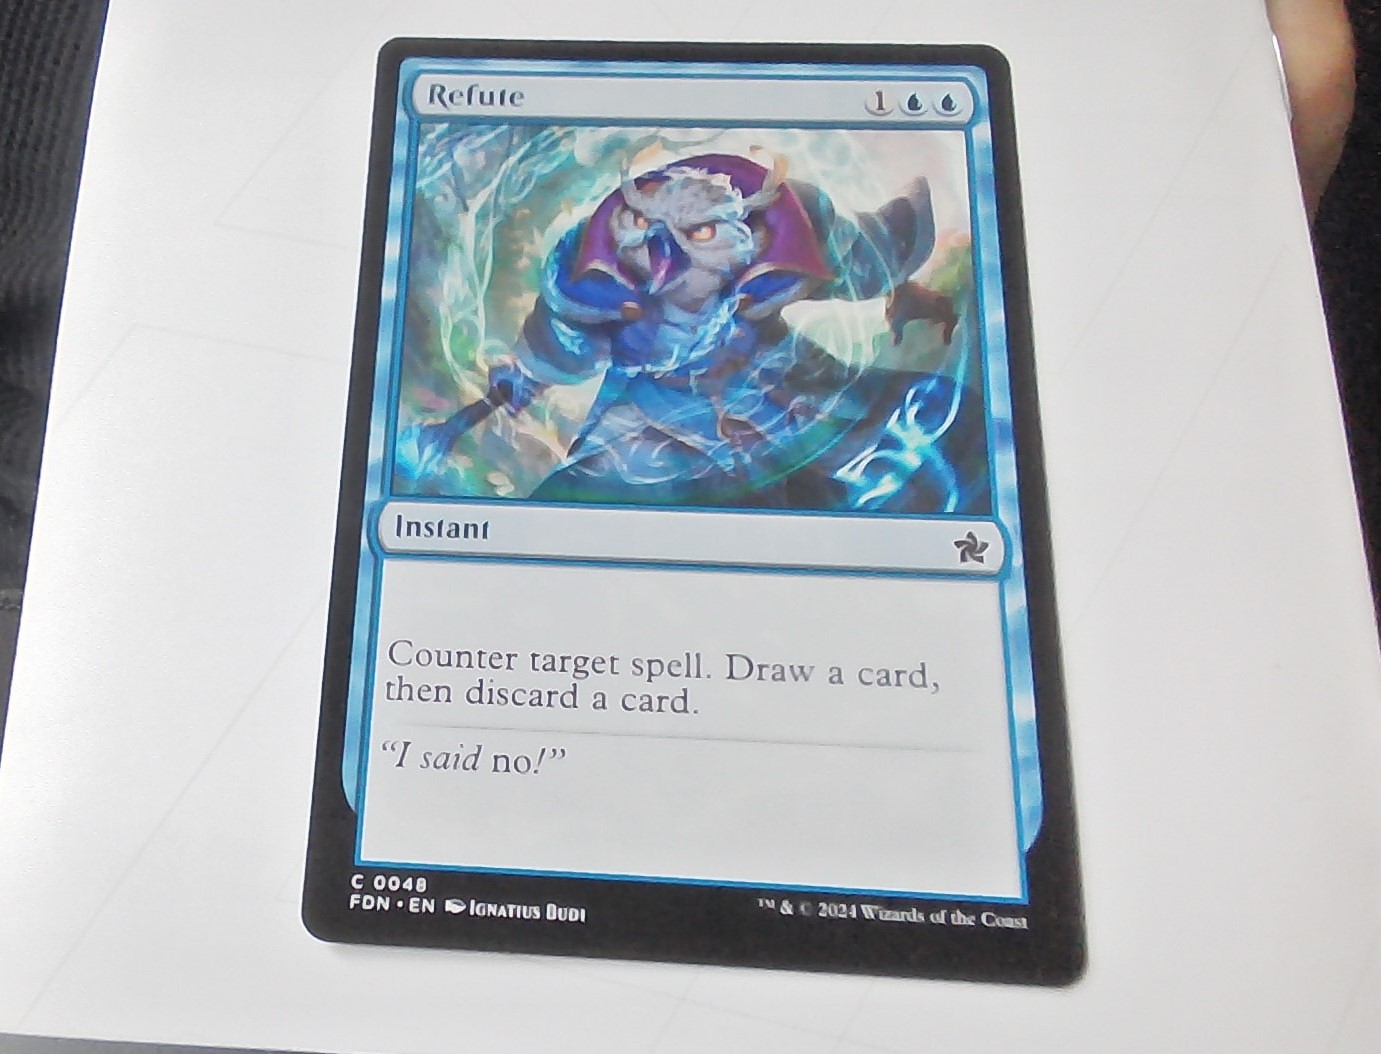 Refute 1
Instant
Counter target spell. Draw a card,
then discard a card.
“I said no!”
C 0048
FDN • EN Ignatius Budi
™ & © 2024 Wizards of the Coast